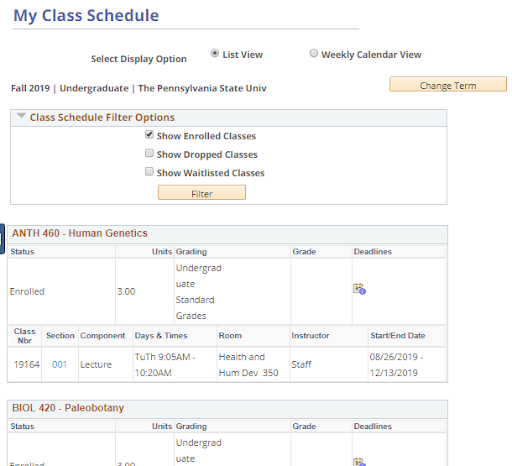 My Class Schedule
Select Display Option List View Weekly Calendar View
Fall 2019 | Undergraduate | The Pennsylvania State Univ Change Term
Class Schedule Filter Options
Show Enrolled Classes
Show Dropped Classes
Show Waitlisted Classes
Filter
ANTH 460 - Human Genetics
Status Units Grading Grade Deadlines
Enrolled 3.00 Undergrad
uate
Standard
Grades
Class Nbr Section Component Days & Times Room Instructor Start/End Date
19164 001 Lecture TuTh 9:05AM - 10:20AM Health and Hum Dev 350 Staff 08/26/2019 - 12/13/2019
BIOL 420 - Paleobotany
Status Units Grading Grade Deadlines
Undergrad
uate
Enrolled 3.00